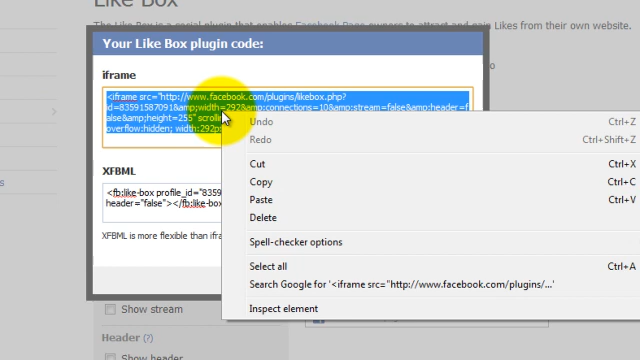 Like Box
The Like Box is a social plugin that enables Facebook Page owners to attract and gain Likes from their own website.
Your Like Box plugin code:
iframe
<iframe src="http://www.facebook.com/plugins/likebox.php?
id=83591587091&amp;width=292&amp;connections=10&amp;stream=false&amp;header=f
alse&amp;height=255" scrollin
overflow:hidden; width:292p
Undo Ctrl+Z
Redo Ctrl+Shift+Z
Cut Ctrl+X
Copy Ctrl+C
Paste Ctrl+V
Delete
Spell-checker options
Select all Ctrl+A
Search Google for '<iframe src="http://www.facebook.com/plugins/...'
Inspect element
XFBML
<fb:like-box profile_id="8359
header="false"></fb:like-box
XFBML is more flexible than ifra
Show stream
Header (?)
Show header